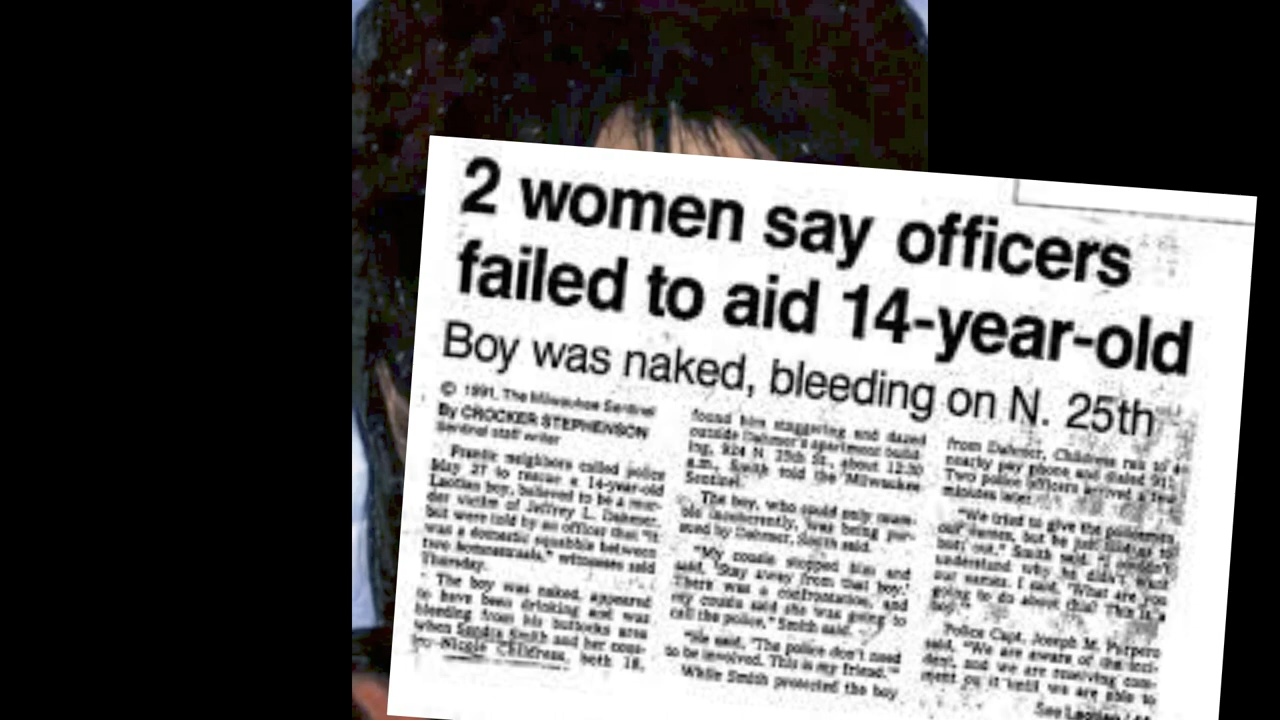 2 women say officers
failed to aid 14-year-old
Boy was naked, bleeding on N. 25th
© 1991, The Milwaukee Sentinel
By CROCKER STEPHENSON
Sentinel staff writer
Frantic neighbors called police
May 27 to rescue a 14-year-old
Laotian boy, believed to be a mur-
der victim of Jeffrey L. Dahmer,
but were told by an officer that "it
was a domestic squabble between
two homosexuals," witnesses said
Thursday.
The boy was naked, appeared
to have been drinking and was
bleeding from his buttocks area
when Sandra Smith and her cous-
in Nicole Childress, both 18,
found him staggering and dazed
outside Dahmer's apartment build-
ing, 924 N. 25th St., about 12:30
a.m., Smith told the Milwaukee
Sentinel.
The boy, who could only mum-
ble incoherently, was being pur-
sued by Dahmer, Smith said.
"My cousin stopped him and
said, 'Stay away from that boy.'
There was a confrontation, and
my cousin said she was going to
call the police," Smith said.
"He said, 'The police don't need
to be involved. This is my friend.'"
While Smith protected the boy
from Dahmer, Childress ran to a
nearby pay phone and dialed 911.
Two police officers arrived a few
minutes later.
"We tried to give the policemen
our names, but he just
out," Smith said. "I couldn't
understand why he didn't want
our names. I said, 'What are you
going to do about this? This is a
boy.'"
Police Capt. Joseph M. Purpero
said, "We are aware of the inci-
dent, and we are reserving com-
ment on it until we are able to
See